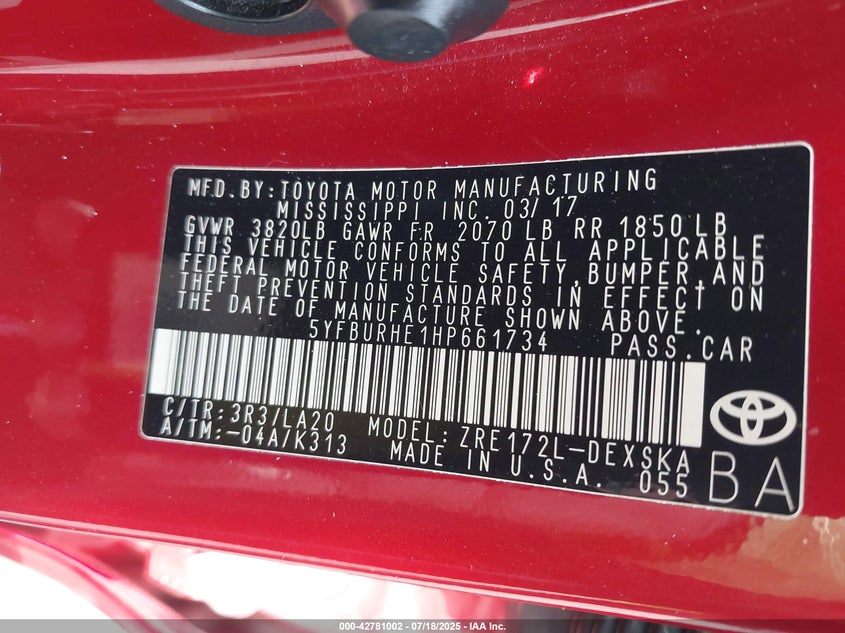 MFD.BY:TOYOTA MOTOR MANUFACTURING
MISSISSIPPI INC. 03/17
GVWR 3820LB GAWR FR 2070 LB RR 1850 LB
THIS VEHICLE CONFORMS TO ALL APPLICABLE
FEDERAL MOTOR VEHICLE SAFETY,BUMPER,AND
THEFT PREVENTION STANDARDS IN EFFECT ON
THE DATE OF MANUFACTURE SHOWN ABOVE.
5YFBURHE1HP661734 PASS.CAR
C/TR:3R3/LA20 MODEL:ZRE172L-DEXSKA
A/TM:-04A/K313 MADE IN U.S.A. 055
BA
000-42781002 - 07/18/2025 - IAA Inc.